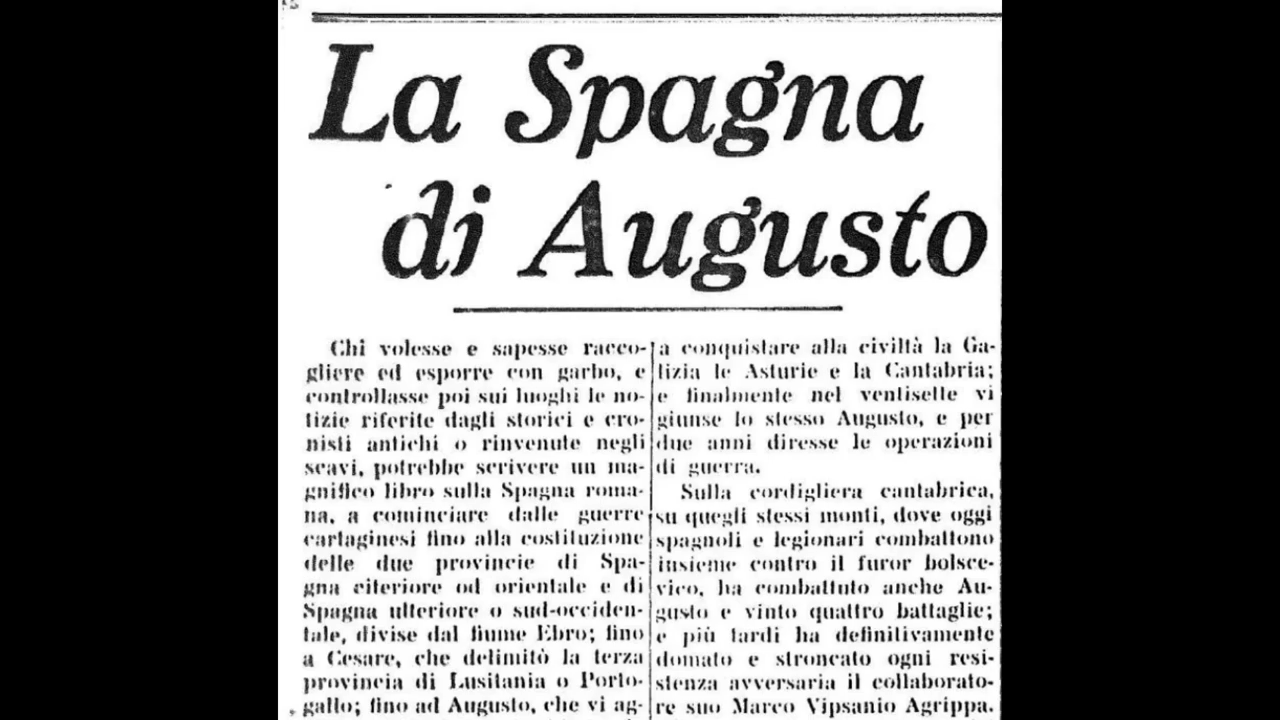 La Spagna
di Augusto
Chi volesse e sapesse racco-
gliere ed esporre con garbo, e
controllasse poi sui luoghi le no-
tizie riferite dagli storici e cro-
nisti antichi o rinvenute negli
scavi, potrebbe scrivere un ma-
gnifico libro sulla Spagna roma-
na, a cominciare dalle guerre
cartaginesi fino alla costituzione
delle due provincie di Spa-
gna citeriore od orientale e di
Spagna ulteriore o sud-occiden-
tale, divise dal fiume Ebro; fino
a Cesare, che delimitò la terza
provincia di Lusitania o Porto-
gallo; fino ad Augusto, che vi ag-
a conquistare alla civiltà la Ga-
lizia le Asturie e la Cantabria;
e finalmente nel ventisette vi
giunse lo stesso Augusto, e per
due anni diresse le operazioni
di guerra.
Sulla cordigliera cantabrica,
su quegli stessi monti, dove oggi
spagnoli e legionari combattono
insieme contro il furor bolsce-
vico, ha combattuto anche Au-
gusto e vinto quattro battaglie;
e più tardi ha definitivamente
domato e stroncato ogni resi-
stenza avversaria il collaborato-
re suo Marco Vipsanio Agrippa.